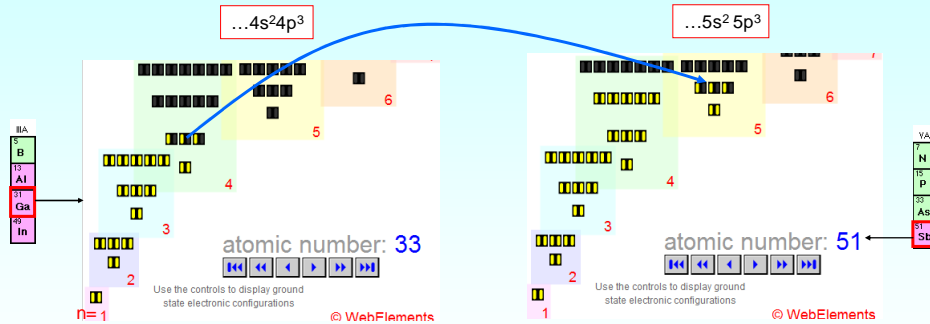 …4s²4p³
…5s² 5p³
IIIA
5
B
13
Al
31
Ga
49
In
6
5
4
3
2
n= 1
atomic number: 33
Use the controls to display ground
state electronic configurations
© WebElements
7
6
5
4
3
2
1
atomic number: 51
Use the controls to display ground
state electronic configurations
© WebElements
VA
7
N
15
P
33
As
51
Sb